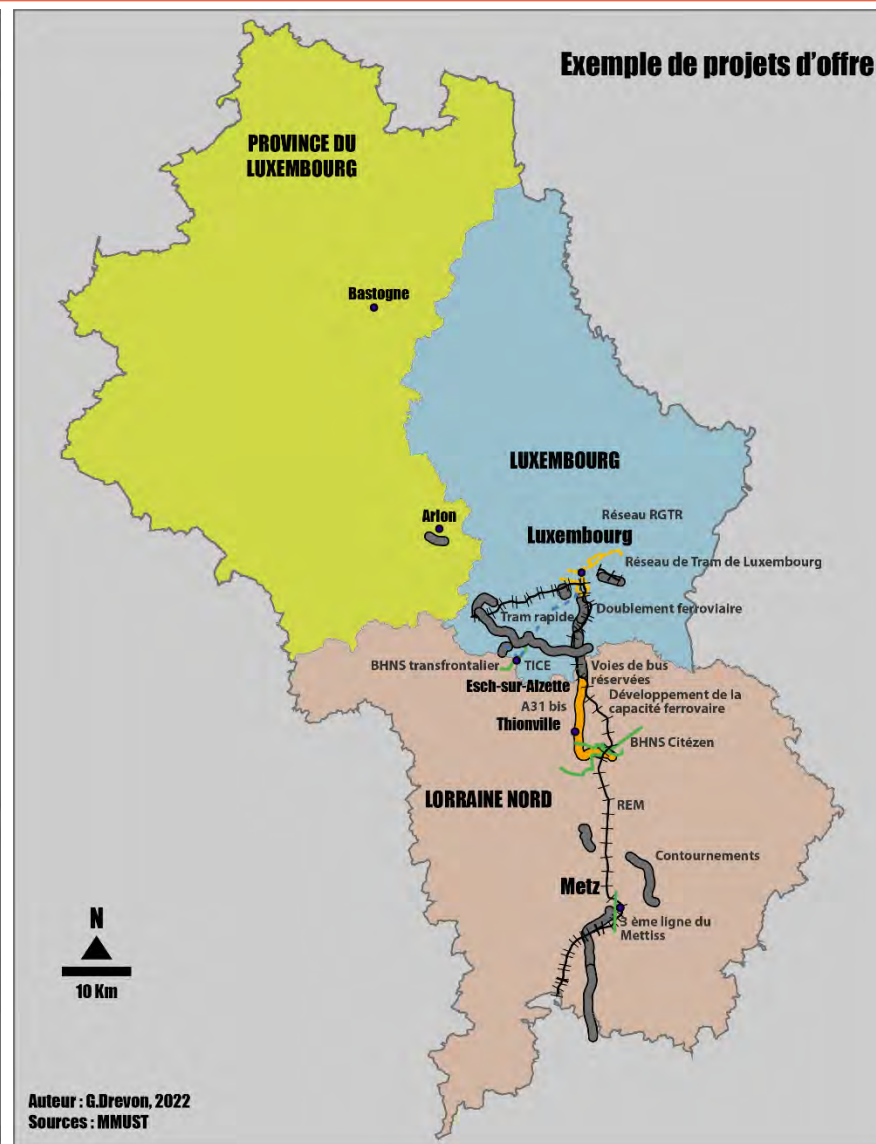 Exemple de projets d'offre
PROVINCE DU
LUXEMBOURG
Bastogne
LUXEMBOURG
Arlon
Réseau RGTR
Luxembourg
Réseau de Tram de Luxembourg
Tram rapide
Doublement ferroviaire
BHNS transfrontalier
TICE
Voies de bus
réservées
Esch-sur-Alzette
Développement de la
capacité ferrovaire
A31 bis
Thionville
BHNS Citézen
LORRAINE NORD
REM
Contournements
Metz
3 ème ligne du
Mettiss
N
10 Km
Auteur : G.Drevon, 2022
Sources : MMUST